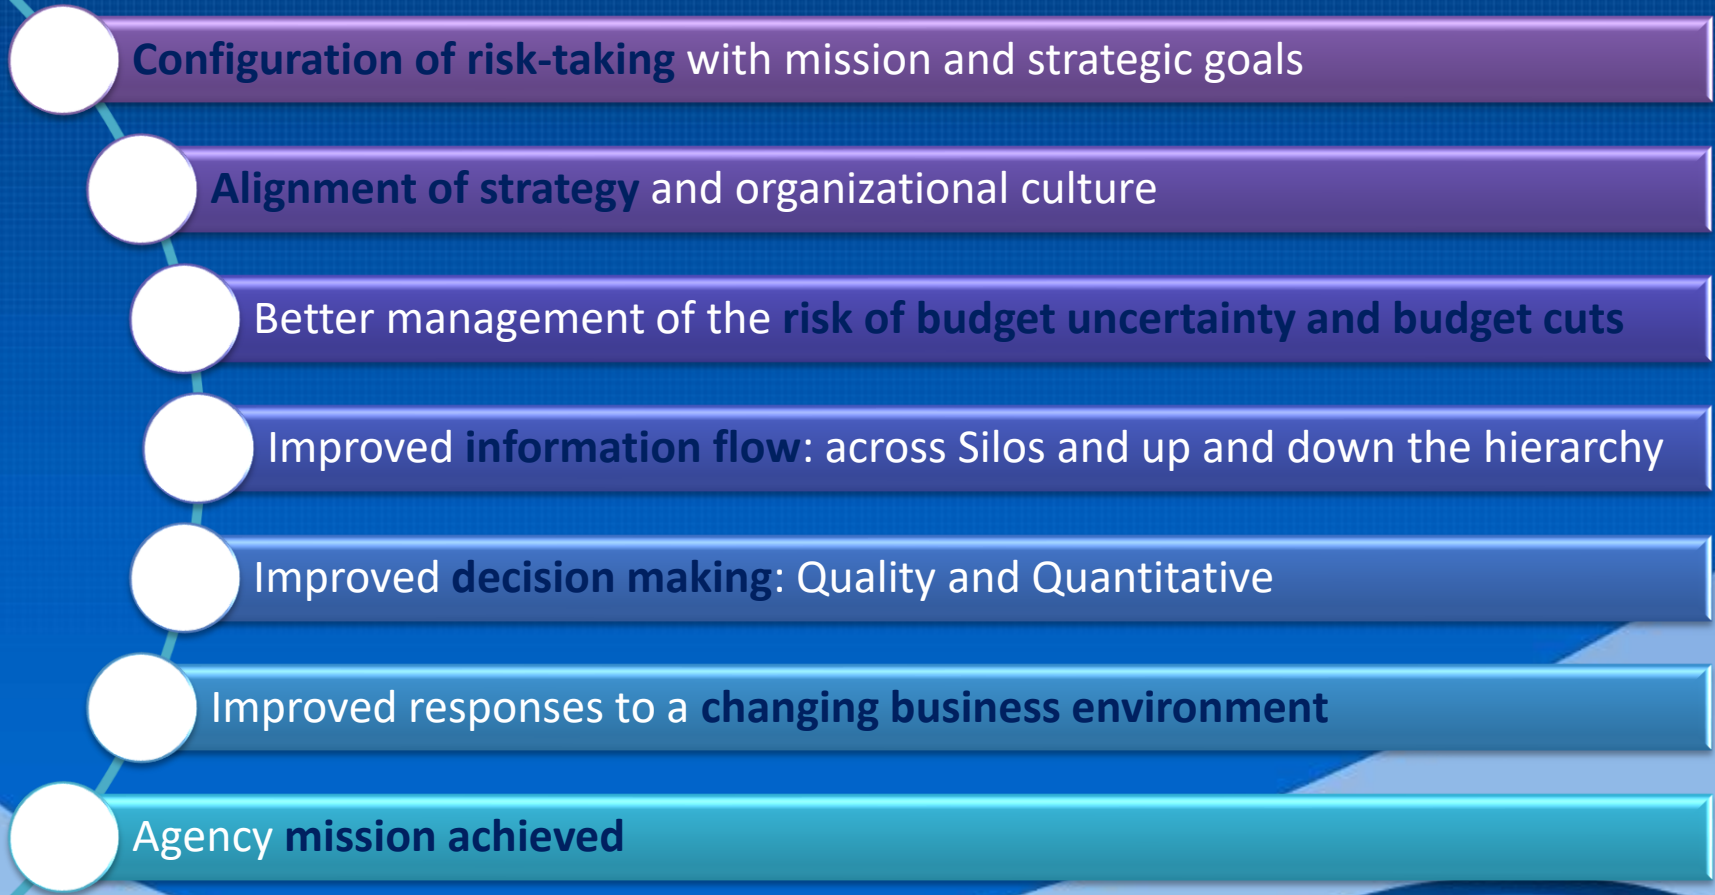 Configuration of risk-taking with mission and strategic goals
Alignment of strategy and organizational culture
Better management of the risk of budget uncertainty and budget cuts
Improved information flow: across Silos and up and down the hierarchy
Improved decision making: Quality and Quantitative
Improved responses to a changing business environment
Agency mission achieved